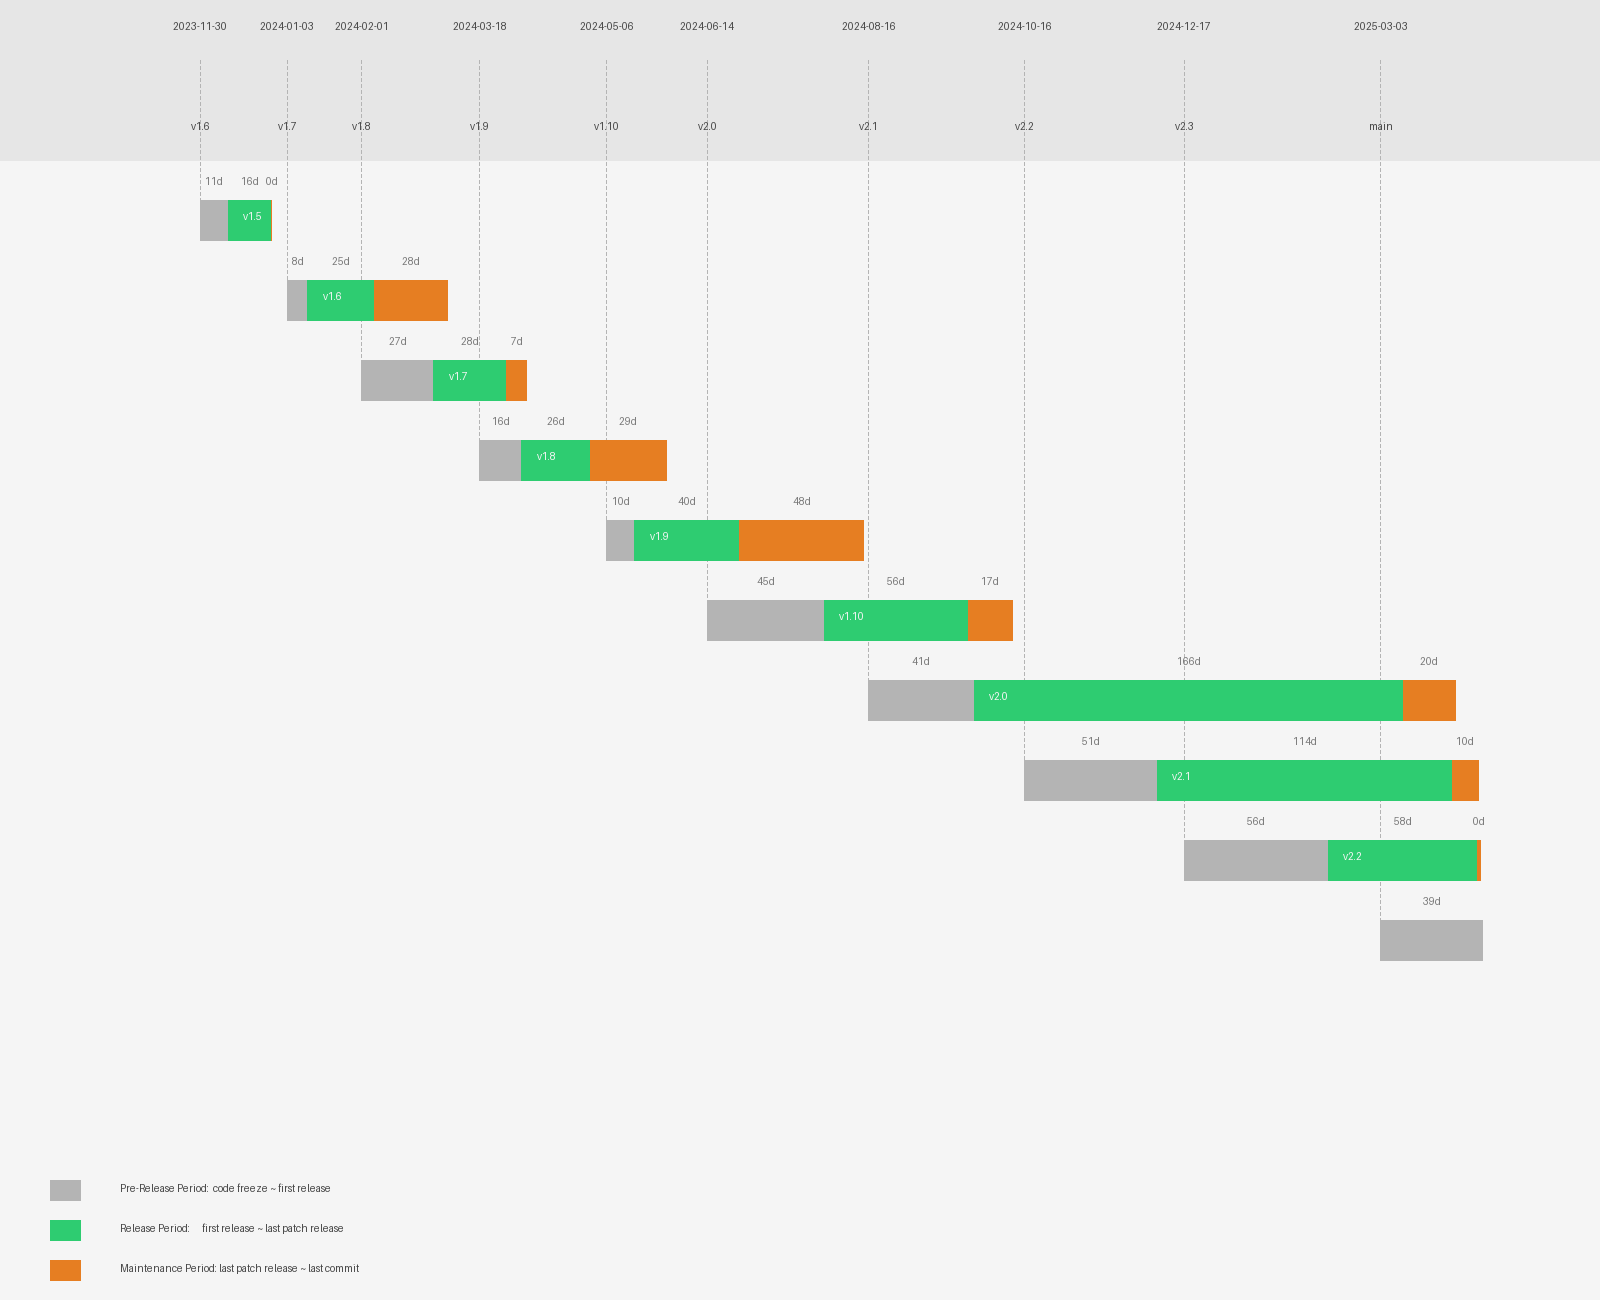 2023-11-30 2024-01-03 2024-02-01 2024-03-18 2024-05-06 2024-06-14 2024-08-16 2024-10-16 2024-12-17 2025-03-03
v1.6 v1.7 v1.8 v1.9 v1.10 v2.0 v2.1 v2.2 v2.3 main
11d 16d 0d
v1.5
8d 25d 28d
v1.6
27d 28d 7d
v1.7
16d 26d 29d
v1.8
10d 40d 48d
v1.9
45d 56d 17d
v1.10
41d 166d 20d
v2.0
51d 114d 10d
v2.1
56d 58d 0d
v2.2
39d
Pre-Release Period: code freeze ~ first release
Release Period: first release ~ last patch release
Maintenance Period: last patch release ~ last commit